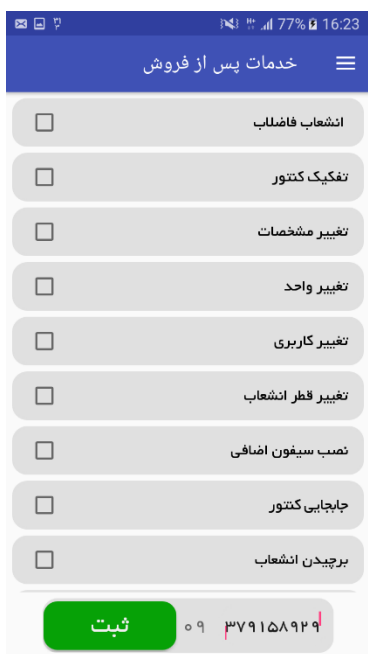 77% 16:23
خدمات پس از فروش
انشعاب فاضلاب
تفکیک کنتور
تغییر مشخصات
تغییر واحد
تغییر کاربری
تغییر قطر انشعاب
نصب سیفون اضافی
جابجایی کنتور
برچیدن انشعاب
۰۹ ۳۷۹۱۵۸۹۲۹
ثبت